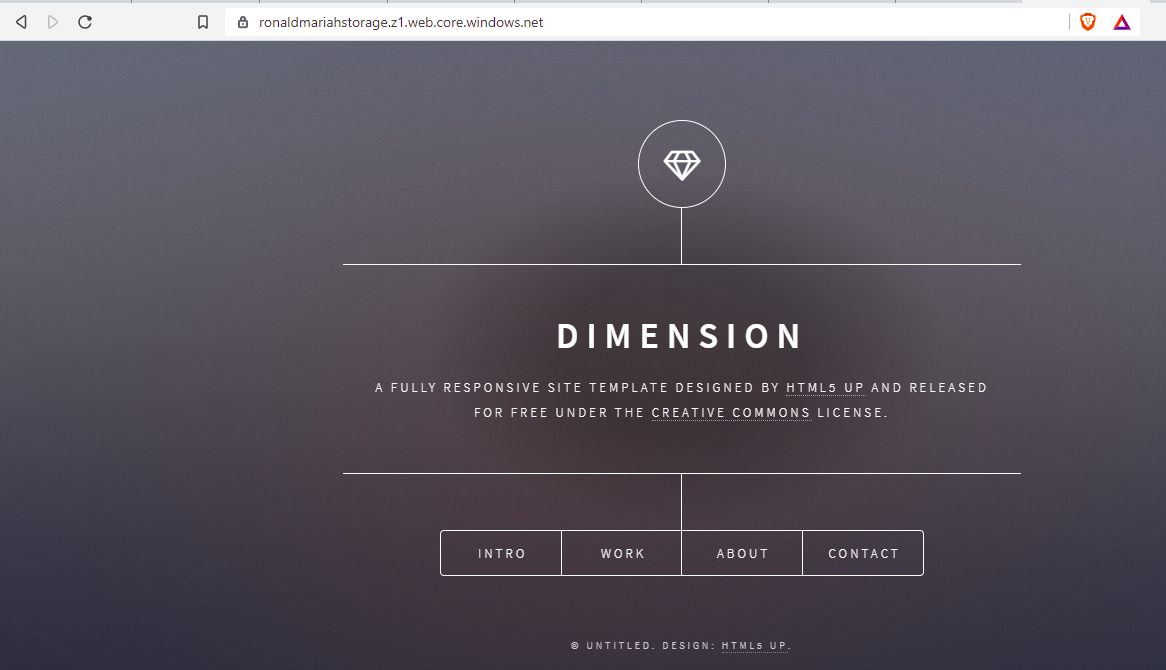 ronaldmariahstorage.z1.web.core.windows.net
DIMENSION
A FULLY RESPONSIVE SITE TEMPLATE DESIGNED BY HTML5 UP AND RELEASED
FOR FREE UNDER THE CREATIVE COMMONS LICENSE.
INTRO WORK ABOUT CONTACT
© UNTITLED. DESIGN: HTML5 UP.